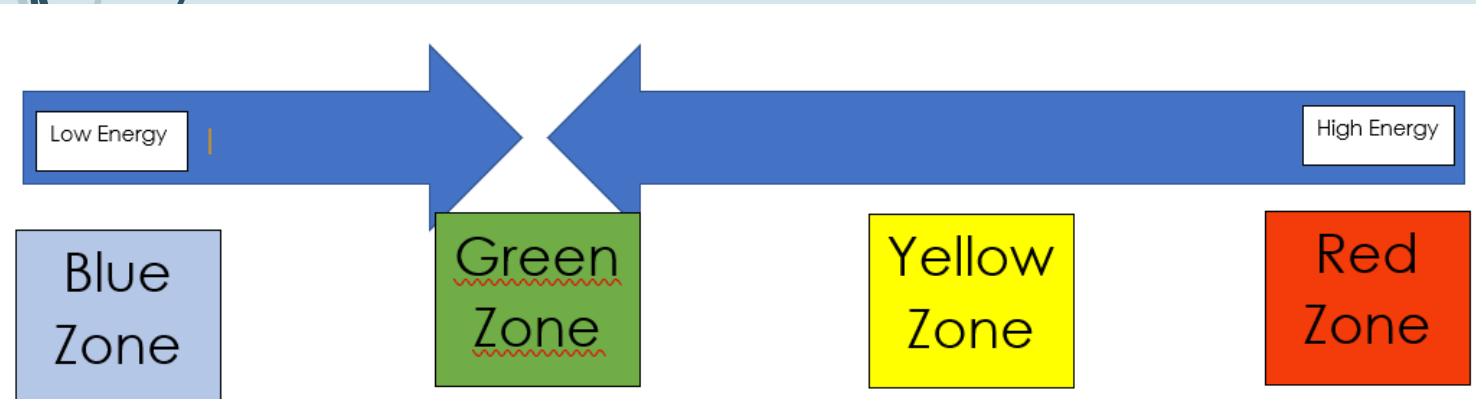 Low Energy
High Energy
Blue
Zone
Green
Zone
Yellow
Zone
Red
Zone